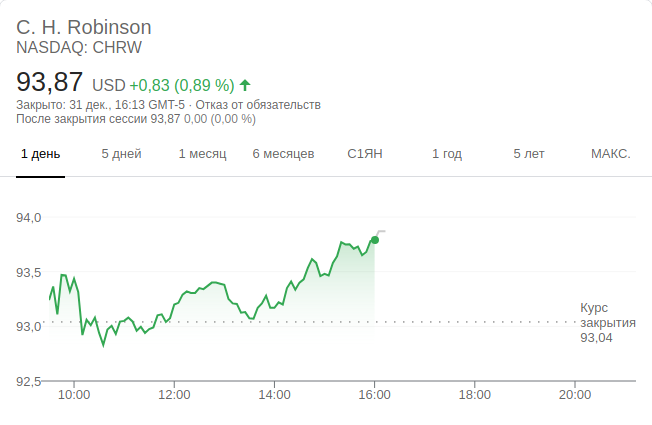 C. H. Robinson
NASDAQ: CHRW
93,87 USD +0,83 (0,89 %) ↑
Закрыто: 31 дек., 16:13 GMT-5 · Отказ от обязательств
После закрытия сессии 93,87 0,00 (0,00 %)
1 день 5 дней 1 месяц 6 месяцев С1ЯН 1 год 5 лет МАКС.
94,0
93,5
Курс
93,0 закрытия
93,04
92,5
10:00 12:00 14:00 16:00 18:00 20:00